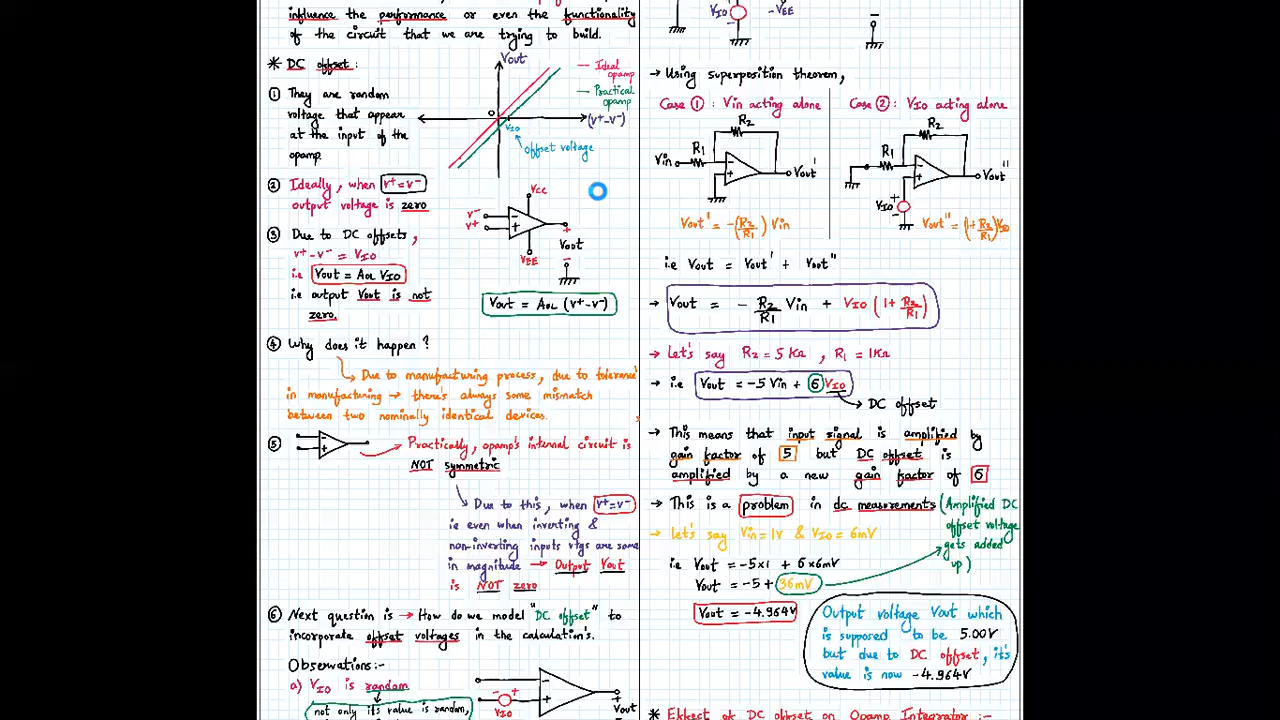 influence the performance or even the functionality
of the circuit that we are trying to build.
* DC offset:
① They are random
voltage that appear
at the input of the
opamp.
Vout
— Ideal
opamp
— Practical
opamp
0
VIO
(V+-V-)
offset voltage
② Ideally, when V+=V-
output voltage is zero
③ Due to DC offsets,
V+-V- = VIO
i.e Vout = AOL VIO
i.e output Vout is not
zero.
VCC
V-
V+
-
+
VEE
+
Vout
-
Vout = AOL (V+-V-)
④ Why does it happen?
Due to manufacturing process, due to tolerance
in manufacturing → there's always some mismatch
between two nominally identical devices.
⑤
-
+
Practically, opamp's internal circuit is
NOT symmetric
Due to this, when V+=V-
ie even when inverting &
non-inverting inputs vtgs are same
in magnitude → Output Vout
is NOT zero
⑥ Next question is → How do we model "DC offset" to
incorporate offset voltages in the calculation's.
Observations:-
a) VIO is random
not only it's value is random,
-
+
- +
VIO
+
Vout
VIO
-
-VEE
-
→ Using superposition theorem,
Case ① : Vin acting alone
Case ② : VIO acting alone
R2
R1
Vin
-
+
Vout'
Vout' = -(R2/R1) Vin
R2
R1
-
+
Vout"
VIO
+
-
Vout" = (1+R2/R1)VIO
i.e Vout = Vout' + Vout"
→ Vout = - R2/R1 Vin + VIO (1+ R2/R1)
→ Let's say R2 = 5 KΩ , R1 = 1KΩ
→ i.e Vout = -5 Vin + 6 VIO
→ DC offset
→ This means that input signal is amplified by
gain factor of 5 but DC offset is
amplified by a new gain factor of 6
→ This is a problem in dc measurements (Amplified DC
offset voltage
gets added
up)
→ Let's say Vin = 1V & VIO = 6mV
i.e Vout = -5×1 + 6×6mV
Vout = -5 + 36mV
Vout = -4.964V
Output voltage Vout which
is supposed to be 5.00V
but due to DC offset, it's
value is now -4.964V
* Effect of DC offset on Opamp Integrator :-